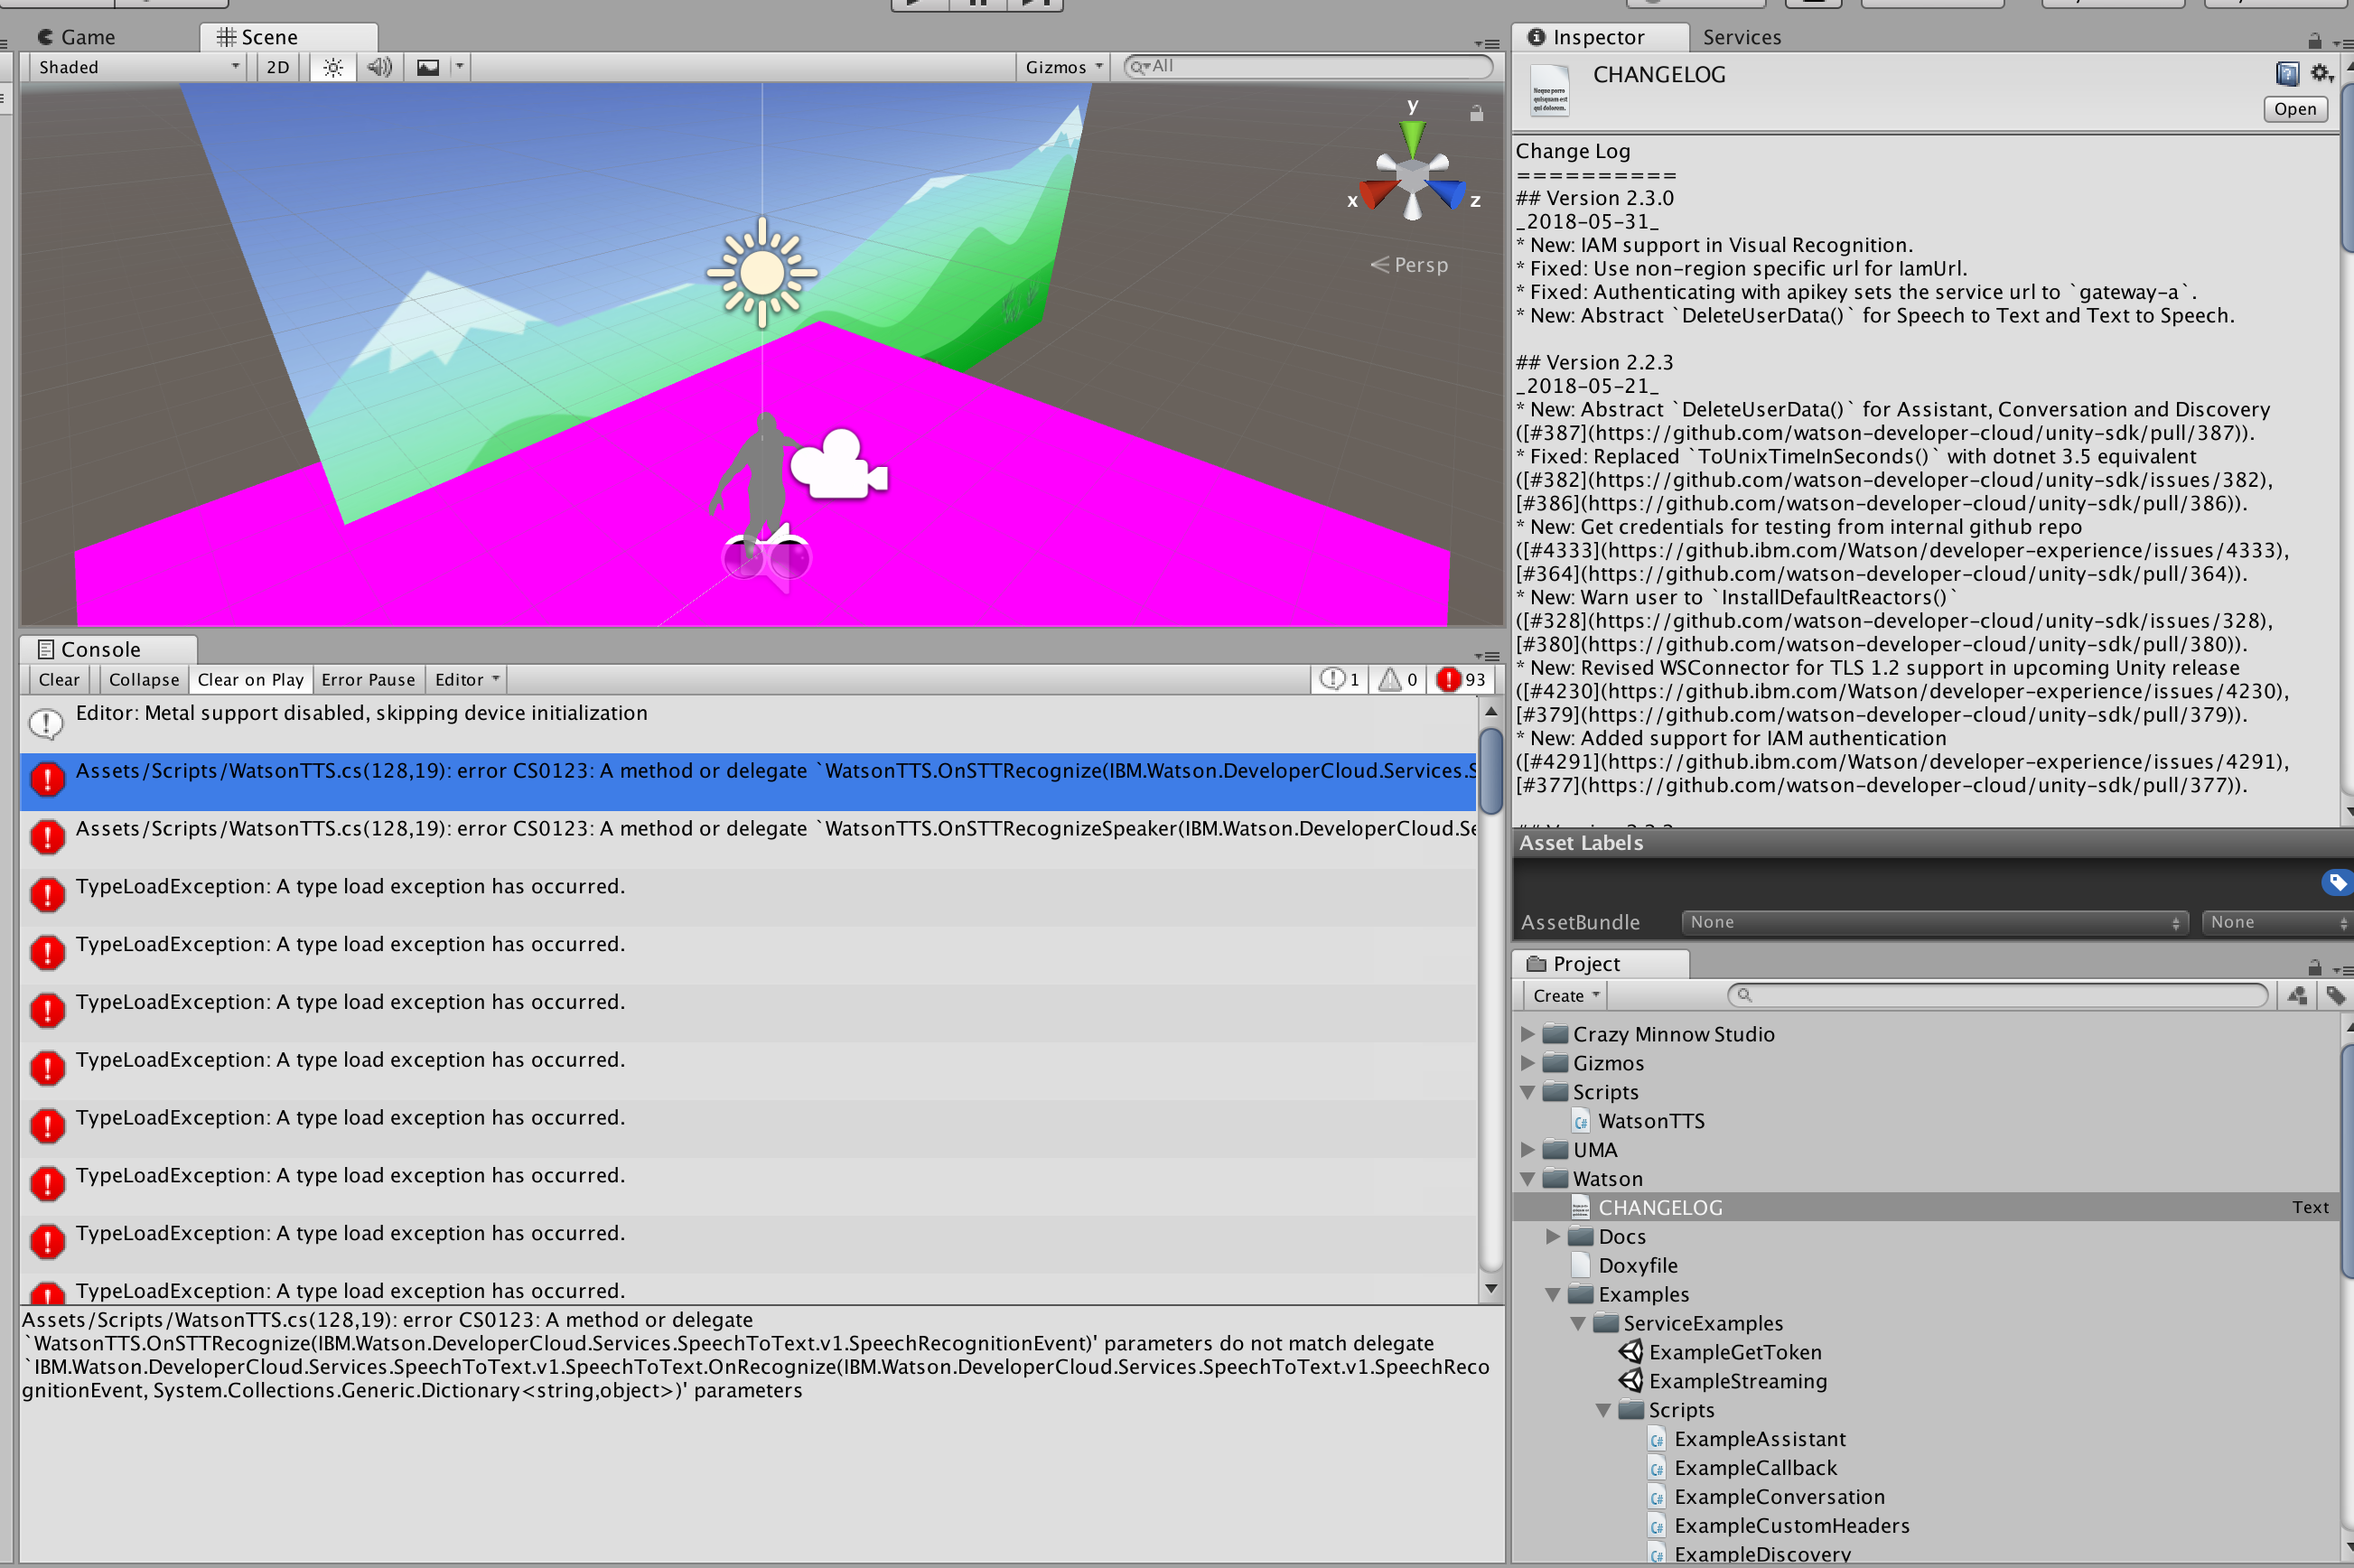 Game
Scene
Shaded
2D
Gizmos
All
y
x
z
Persp
Console
Clear
Collapse
Clear on Play
Error Pause
Editor
1
0
93
Editor: Metal support disabled, skipping device initialization
Assets/Scripts/WatsonTTS.cs(128,19): error CS0123: A method or delegate `WatsonTTS.OnSTTRecognize(IBM.Watson.DeveloperCloud.Services.S
Assets/Scripts/WatsonTTS.cs(128,19): error CS0123: A method or delegate `WatsonTTS.OnSTTRecognizeSpeaker(IBM.Watson.DeveloperCloud.Se
TypeLoadException: A type load exception has occurred.
TypeLoadException: A type load exception has occurred.
TypeLoadException: A type load exception has occurred.
TypeLoadException: A type load exception has occurred.
TypeLoadException: A type load exception has occurred.
TypeLoadException: A type load exception has occurred.
TypeLoadException: A type load exception has occurred.
TypeLoadException: A type load exception has occurred.
Assets/Scripts/WatsonTTS.cs(128,19): error CS0123: A method or delegate
`WatsonTTS.OnSTTRecognize(IBM.Watson.DeveloperCloud.Services.SpeechToText.v1.SpeechRecognitionEvent)' parameters do not match delegate
`IBM.Watson.DeveloperCloud.Services.SpeechToText.v1.SpeechToText.OnRecognize(IBM.Watson.DeveloperCloud.Services.SpeechToText.v1.SpeechReco
gnitionEvent, System.Collections.Generic.Dictionary<string,object>)' parameters
Inspector
Services
CHANGELOG
Open
Change Log
==========
## Version 2.3.0
_2018-05-31_
* New: IAM support in Visual Recognition.
* Fixed: Use non-region specific url for IamUrl.
* Fixed: Authenticating with apikey sets the service url to `gateway-a`.
* New: Abstract `DeleteUserData()` for Speech to Text and Text to Speech.
## Version 2.2.3
_2018-05-21_
* New: Abstract `DeleteUserData()` for Assistant, Conversation and Discovery
([#387](https://github.com/watson-developer-cloud/unity-sdk/pull/387)).
* Fixed: Replaced `ToUnixTimeInSeconds()` with dotnet 3.5 equivalent
([#382](https://github.com/watson-developer-cloud/unity-sdk/issues/382),
[#386](https://github.com/watson-developer-cloud/unity-sdk/pull/386)).
* New: Get credentials for testing from internal github repo
([#4333](https://github.ibm.com/Watson/developer-experience/issues/4333),
[#364](https://github.com/watson-developer-cloud/unity-sdk/pull/364)).
* New: Warn user to `InstallDefaultReactors()`
([#328](https://github.com/watson-developer-cloud/unity-sdk/issues/328),
[#380](https://github.com/watson-developer-cloud/unity-sdk/pull/380)).
* New: Revised WSConnector for TLS 1.2 support in upcoming Unity release
([#4230](https://github.ibm.com/Watson/developer-experience/issues/4230),
[#379](https://github.com/watson-developer-cloud/unity-sdk/pull/379)).
* New: Added support for IAM authentication
([#4291](https://github.ibm.com/Watson/developer-experience/issues/4291),
[#377](https://github.com/watson-developer-cloud/unity-sdk/pull/377)).
Asset Labels
AssetBundle
None
None
Project
Create
Crazy Minnow Studio
Gizmos
Scripts
WatsonTTS
UMA
Watson
CHANGELOG
Text
Docs
Doxyfile
Examples
ServiceExamples
ExampleGetToken
ExampleStreaming
Scripts
ExampleAssistant
ExampleCallback
ExampleConversation
ExampleCustomHeaders
ExampleDiscovery